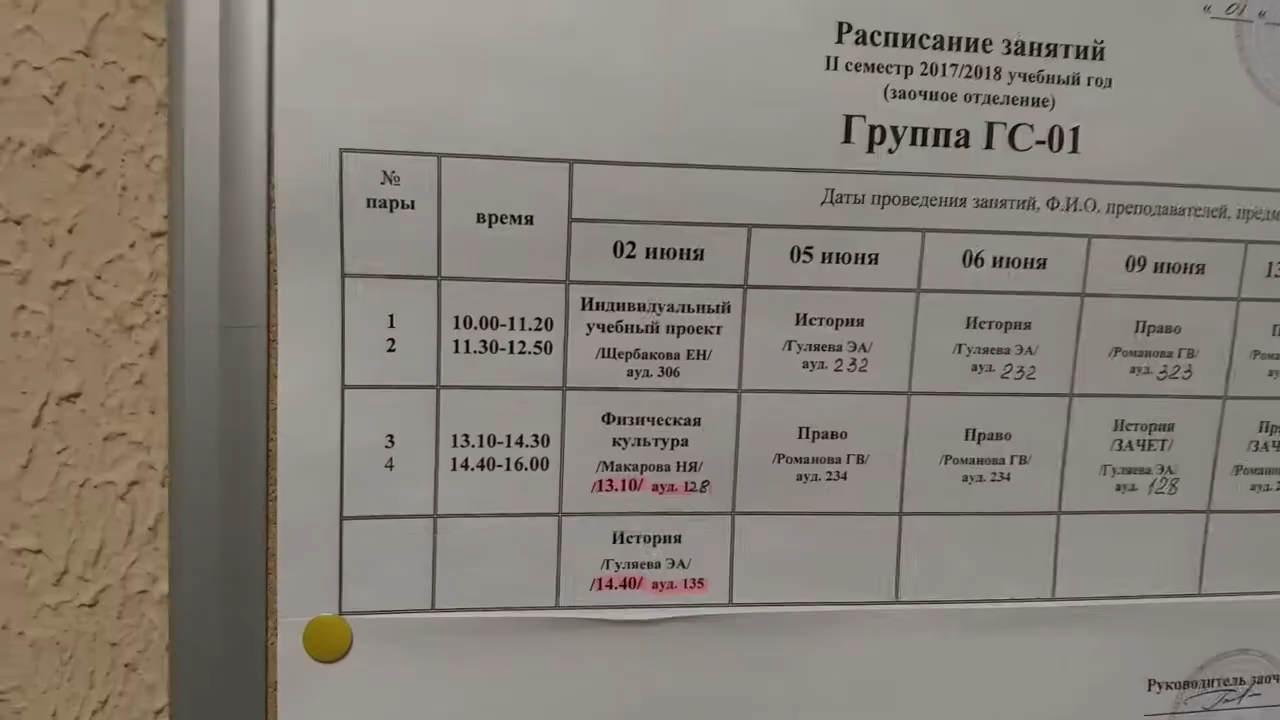 « 01 «
Расписание занятий
II семестр 2017/2018 учебный год
(заочное отделение)
Группа ГС-01
№
пары
время
Даты проведения занятий, Ф.И.О. преподавателей,
02 июня
05 июня
06 июня
09 июня
1
2
10.00-11.20
11.30-12.50
Индивидуальный
учебный проект
/Щербакова ЕН/
ауд. 306
История
/Гуляева ЭА/
ауд. 232
История
/Гуляева ЭА/
ауд. 232
Право
/Романова ГВ/
ауд. 323
3
4
13.10-14.30
14.40-16.00
Физическая
культура
/Макарова НЯ/
/13.10/ ауд. 128
Право
/Романова ГВ/
ауд. 234
Право
/Романова ГВ/
ауд. 234
История
/ЗАЧЕТ/
/Гуляева ЭА/
ауд. 128
История
/Гуляева ЭА/
/14.40/ ауд. 135
Руководитель